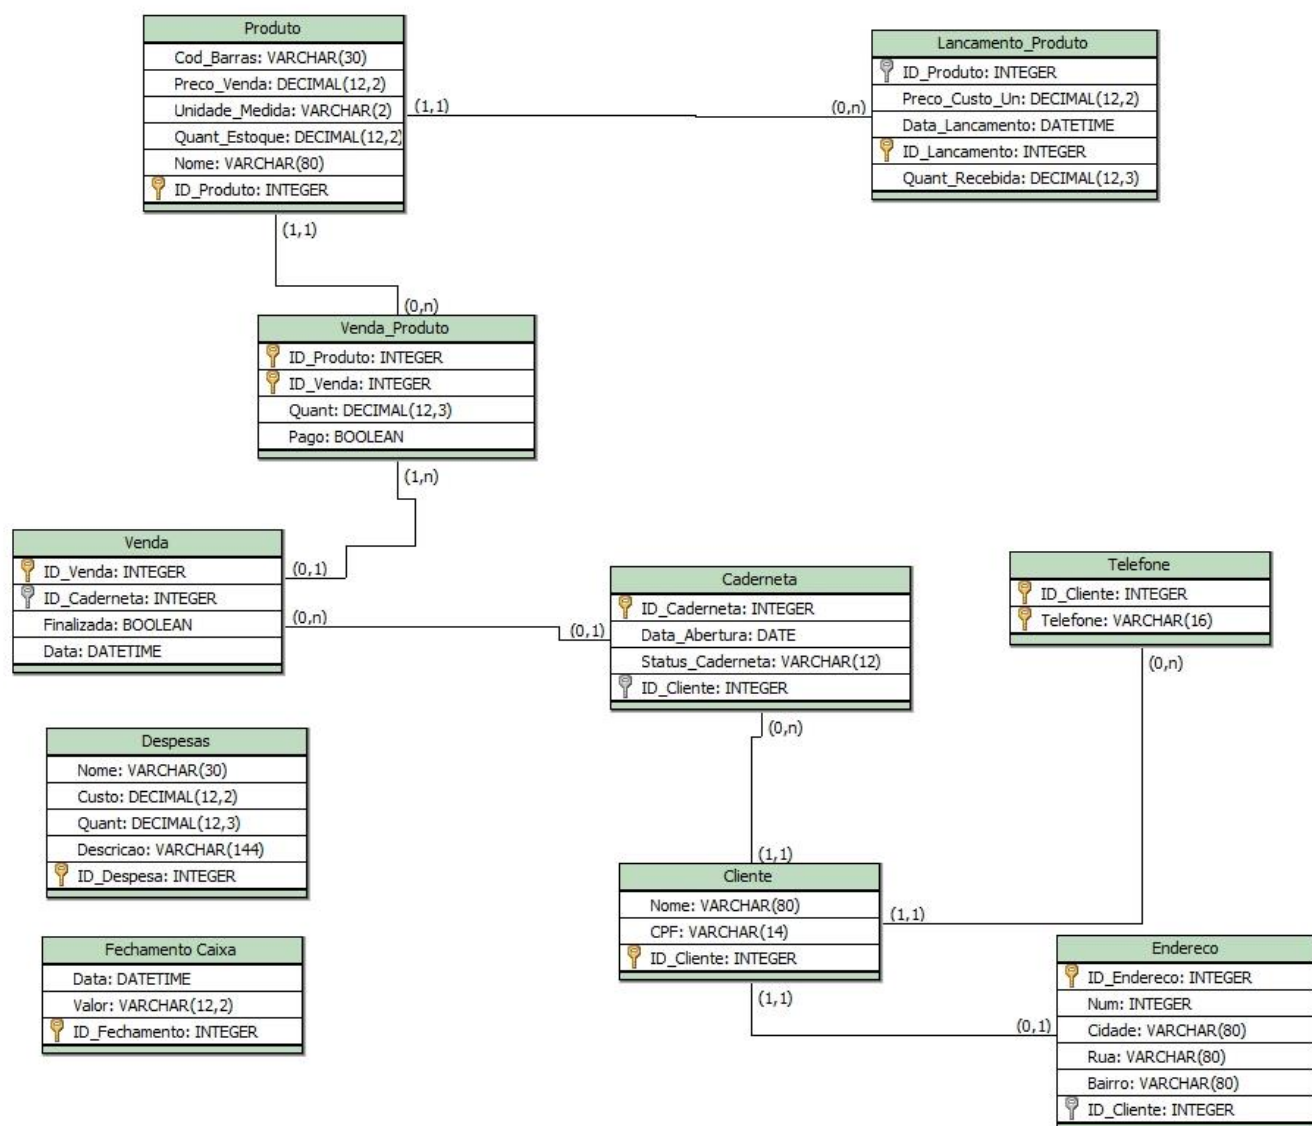 Produto
Cod_Barras: VARCHAR(30)
Preco_Venda: DECIMAL(12,2)
Unidade_Medida: VARCHAR(2)
Quant_Estoque: DECIMAL(12,2)
Nome: VARCHAR(80)
ID_Produto: INTEGER
(1,1)
(0,n)
Lancamento_Produto
ID_Produto: INTEGER
Preco_Custo_Un: DECIMAL(12,2)
Data_Lancamento: DATETIME
ID_Lancamento: INTEGER
Quant_Recebida: DECIMAL(12,3)
(1,1)
(0,n)
Venda_Produto
ID_Produto: INTEGER
ID_Venda: INTEGER
Quant: DECIMAL(12,3)
Pago: BOOLEAN
(1,n)
Venda
ID_Venda: INTEGER
ID_Caderneta: INTEGER
Finalizada: BOOLEAN
Data: DATETIME
(0,1)
(0,n)
(0,1)
Caderneta
ID_Caderneta: INTEGER
Data_Abertura: DATE
Status_Caderneta: VARCHAR(12)
ID_Cliente: INTEGER
(0,n)
Telefone
ID_Cliente: INTEGER
Telefone: VARCHAR(16)
(0,n)
Despesas
Nome: VARCHAR(30)
Custo: DECIMAL(12,2)
Quant: DECIMAL(12,3)
Descricao: VARCHAR(144)
ID_Despesa: INTEGER
(1,1)
Cliente
Nome: VARCHAR(80)
CPF: VARCHAR(14)
ID_Cliente: INTEGER
(1,1)
(1,1)
(0,1)
Fechamento Caixa
Data: DATETIME
Valor: VARCHAR(12,2)
ID_Fechamento: INTEGER
Endereco
ID_Endereco: INTEGER
Num: INTEGER
Cidade: VARCHAR(80)
Rua: VARCHAR(80)
Bairro: VARCHAR(80)
ID_Cliente: INTEGER